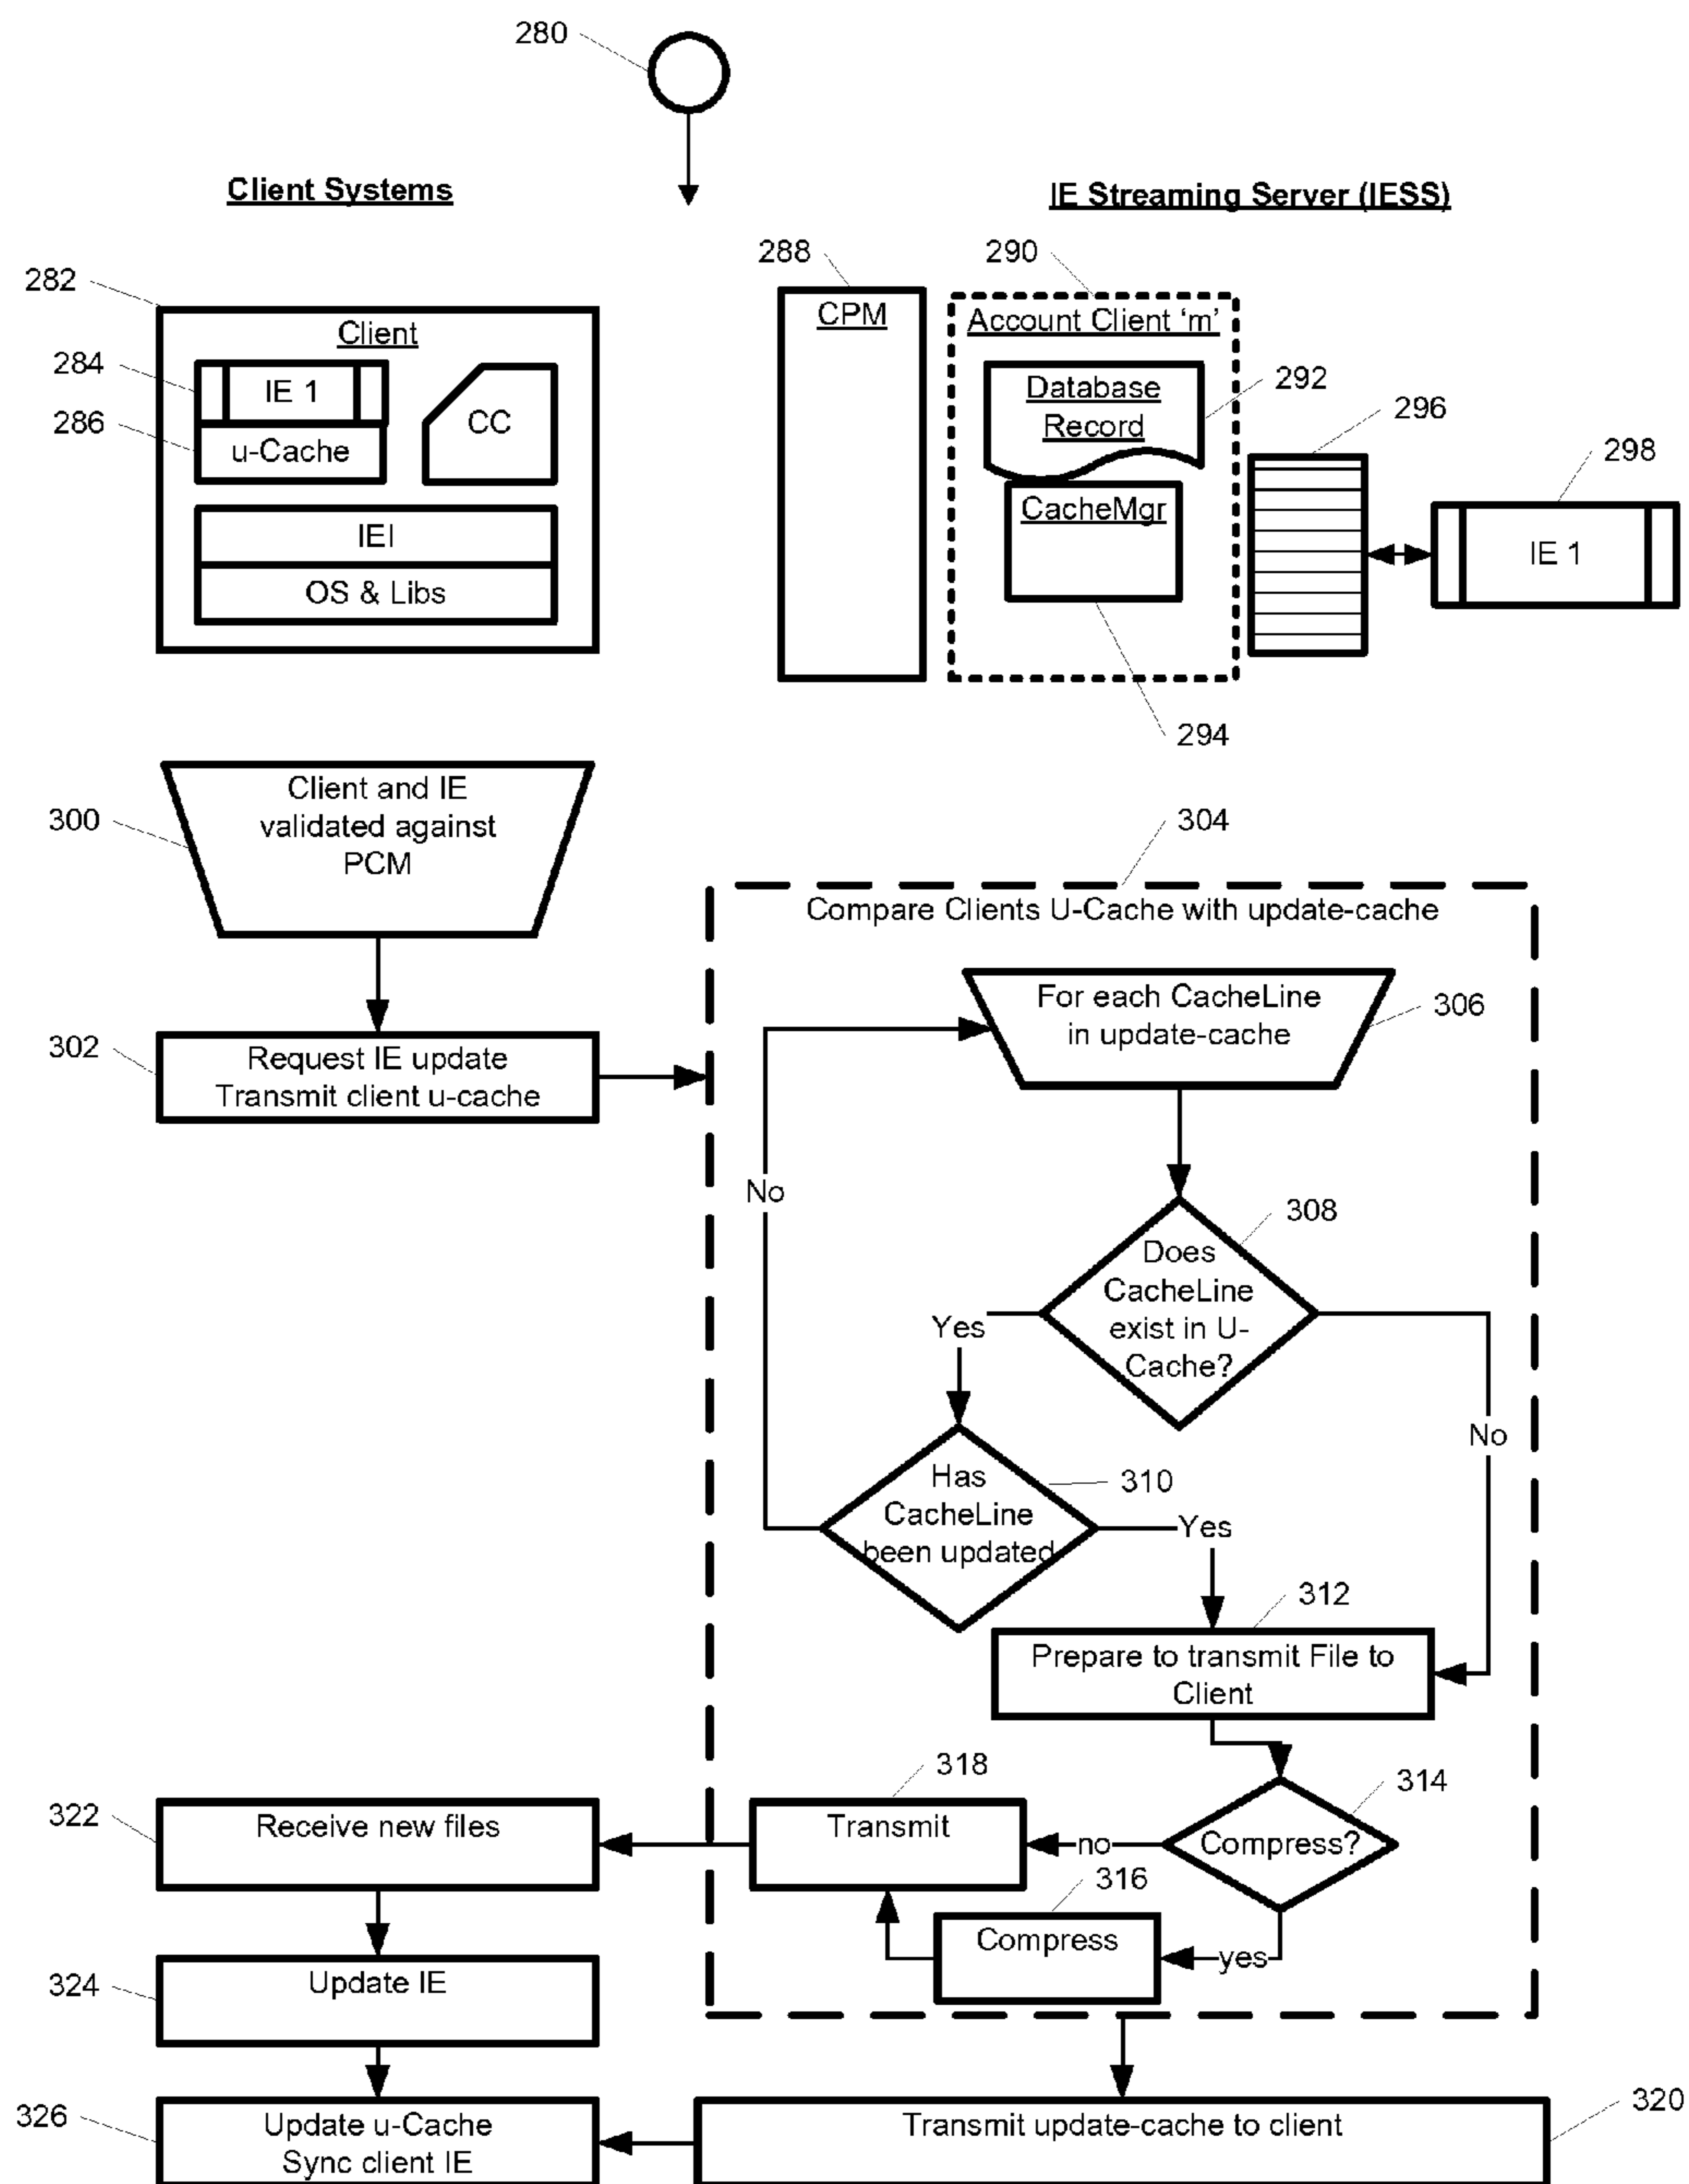 280
Client Systems
IE Streaming Server (IESS)
288
290
282
Client
CPM
Account Client 'm'
284
IE 1
CC
Database
Record
292
286
u-Cache
296
298
CacheMgr
IEI
IE 1
OS & Libs
294
300
Client and IE
validated against
PCM
304
Compare Clients U-Cache with update-cache
For each CacheLine
in update-cache
306
302
Request IE update
Transmit client u-cache
No
308
Does
CacheLine
exist in U-
Cache?
Yes
No
Has
CacheLine
been updated
310
Yes
312
Prepare to transmit File to
Client
318
314
322
Receive new files
Transmit
no
Compress?
316
Compress
yes
324
Update IE
326
Update u-Cache
Sync client IE
Transmit update-cache to client
320